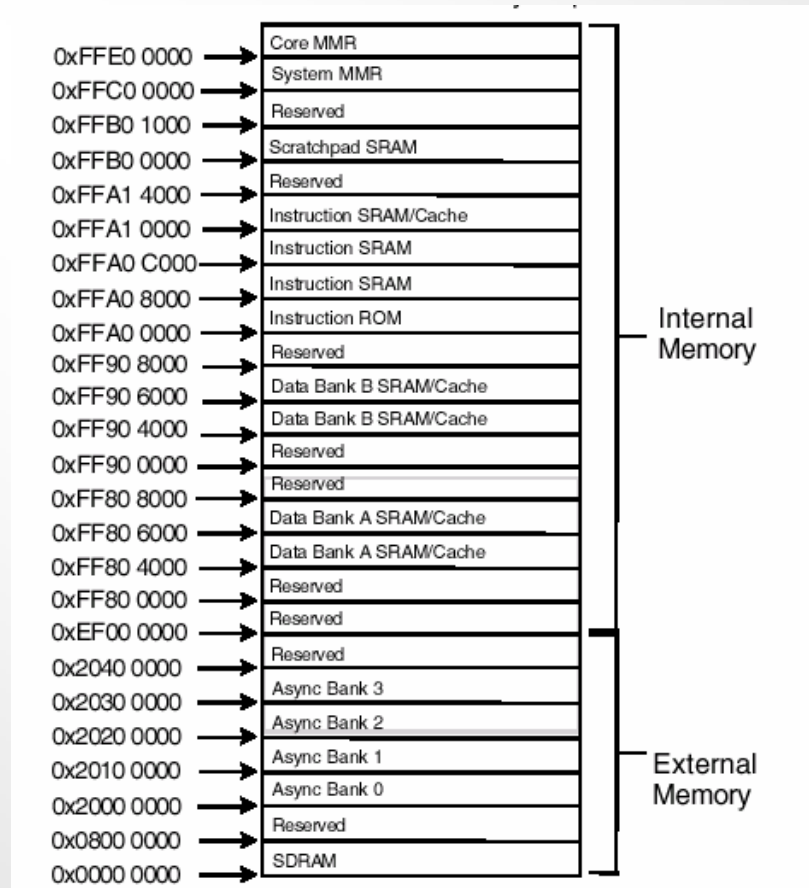 Core MMR
0xFFE0 0000
System MMR
0xFFC0 0000
Reserved
0xFFB0 1000
Scratchpad SRAM
0xFFB0 0000
Reserved
0xFFA1 4000
Instruction SRAM/Cache
0xFFA1 0000
Instruction SRAM
0xFFA0 C000
Instruction SRAM
0xFFA0 8000
Instruction ROM
0xFFA0 0000
Reserved
0xFF90 8000
Data Bank B SRAM/Cache
0xFF90 6000
Data Bank B SRAM/Cache
0xFF90 4000
Reserved
0xFF90 0000
Reserved
0xFF80 8000
Data Bank A SRAM/Cache
0xFF80 6000
Data Bank A SRAM/Cache
0xFF80 4000
Reserved
0xFF80 0000
Reserved
0xEF00 0000
Reserved
0x2040 0000
Async Bank 3
0x2030 0000
Async Bank 2
0x2020 0000
Async Bank 1
0x2010 0000
Async Bank 0
0x2000 0000
Reserved
0x0800 0000
SDRAM
0x0000 0000
Internal
Memory
External
Memory